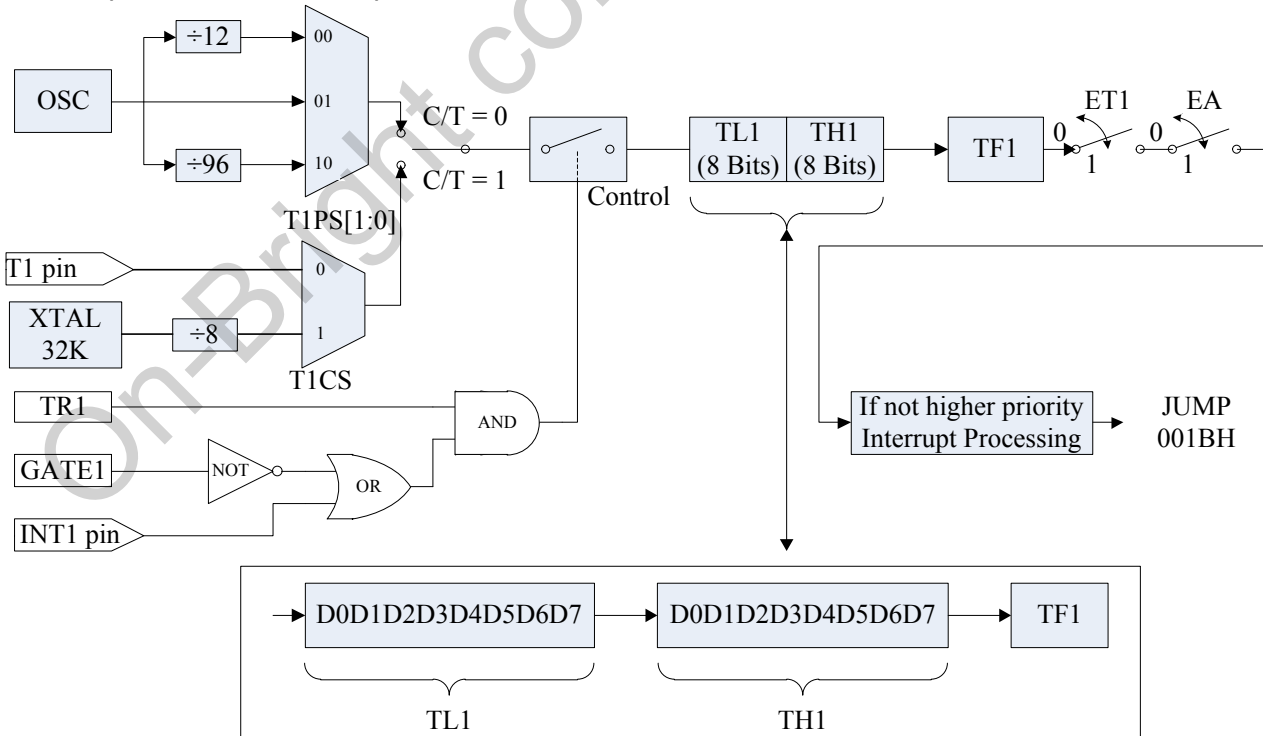 ÷12
00
OSC
01
÷96
10
T1PS[1:0]
C/T = 0
C/T = 1
Control
TL1
(8 Bits)
TH1
(8 Bits)
TF1
0
ET1
1
0
EA
1
T1 pin
0
XTAL
32K
÷8
1
T1CS
TR1
AND
GATE1
NOT
OR
INT1 pin
If not higher priority
Interrupt Processing
JUMP
001BH
D0D1D2D3D4D5D6D7
D0D1D2D3D4D5D6D7
TF1
TL1
TH1
On-Bright co